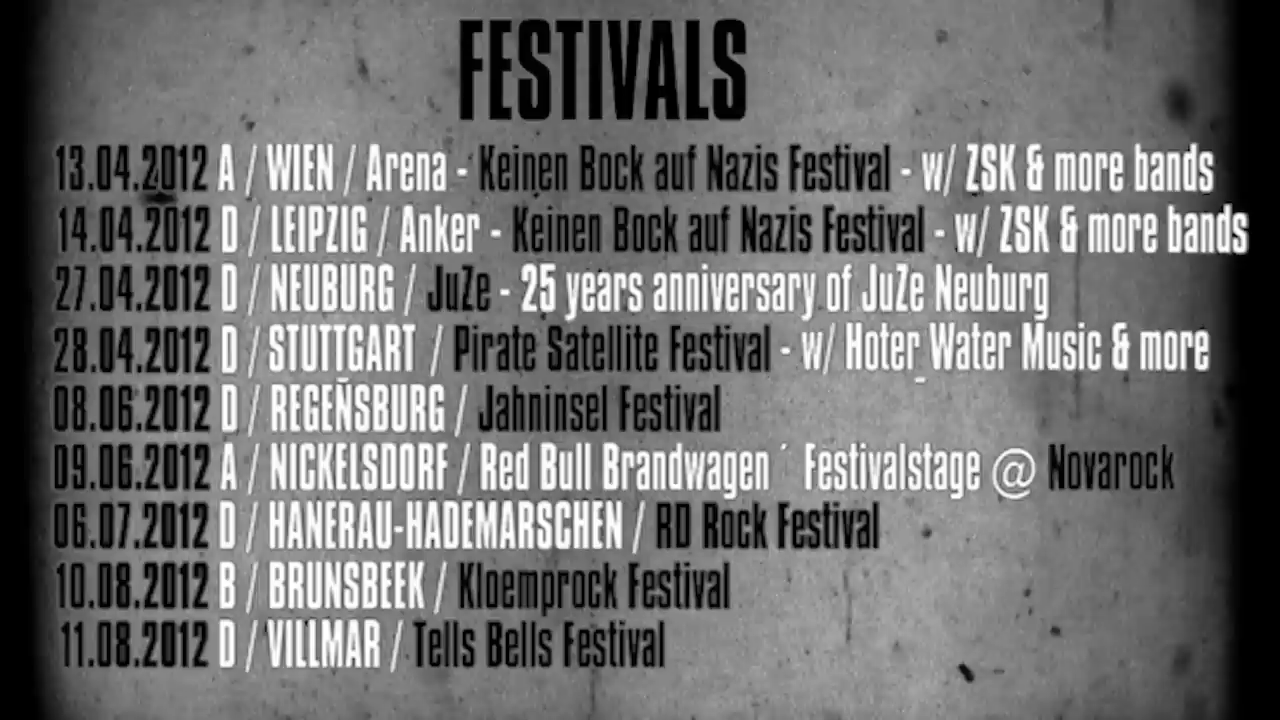 FESTIVALS
13.04.2012 A / WIEN / Arena - Keinen Bock auf Nazis Festival - w/ ZSK & more bands
14.04.2012 D / LEIPZIG / Anker - Keinen Bock auf Nazis Festival - w/ ZSK & more bands
27.04.2012 D / NEUBURG / JuZe - 25 years anniversary of JuZe Neuburg
28.04.2012 D / STUTTGART / Pirate Satellite Festival - w/ Hoter Water Music & more
08.06.2012 D / REGENSBURG / Jahninsel Festival
09.06.2012 A / NICKELSDORF / Red Bull Brandwagen ´ Festivalstage @ Novarock
06.07.2012 D / HANERAU-HADEMARSCHEN / RD Rock Festival
10.08.2012 B / BRUNSBEEK / Kloemprock Festival
11.08.2012 D / VILLMAR / Tells Bells Festival